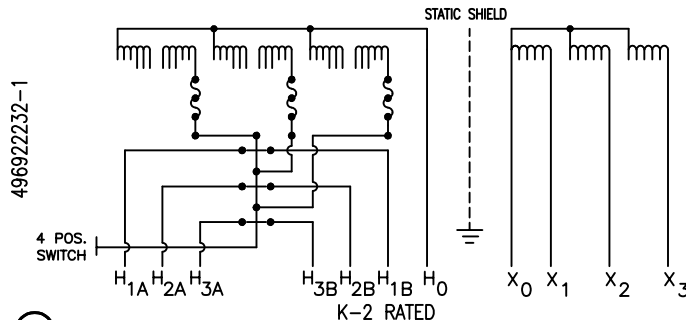 STATIC SHIELD
496922232-1
4 POS.
SWITCH
H1A H2A H3A H3B H2B H1B H0 X0 X1 X2 X3
K-2 RATED